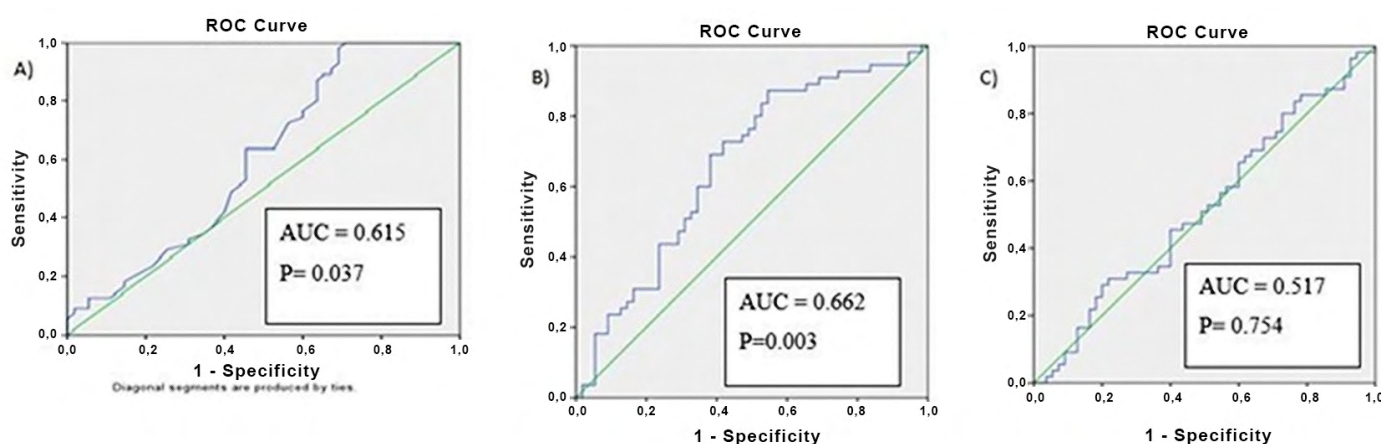 ROC Curve
A)
1,0
0,8
0,6
0,4
0,2
0,0
Sensitivity
AUC = 0.615
P= 0.037
0,0 0,2 0,4 0,6 0,8 1,0
1 - Specificity
Diagonal segments are produced by ties.
ROC Curve
B)
1,0
0,8
0,6
0,4
0,2
0,0
Sensitivity
AUC = 0.662
P=0.003
0,0 0,2 0,4 0,6 0,8 1,0
1 - Specificity
ROC Curve
C)
1,0
0,8
0,6
0,4
0,2
0,0
Sensitivity
AUC = 0.517
P= 0.754
0,0 0,2 0,4 0,6 0,8 1,0
1 - Specificity